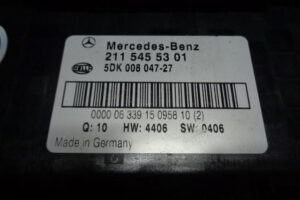 Mercedes-Benz
211 545 53 01
5DK 008 047-27
0000 06 339 15 0958 10 (2)
Q: 10 HW: 4406 SW: 0406
Made in Germany